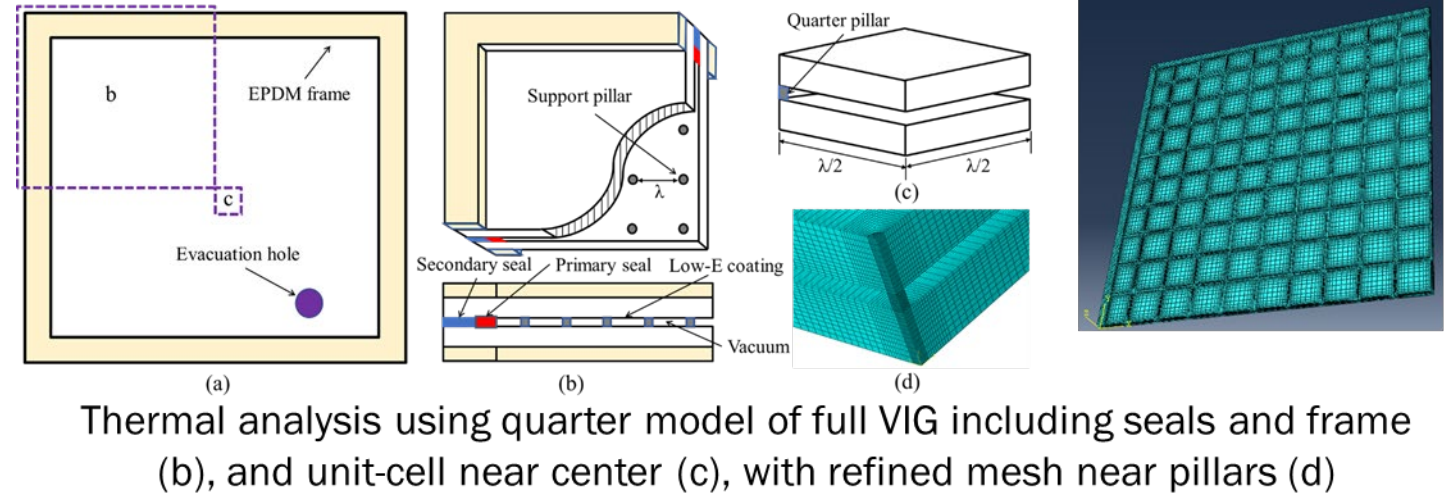 b
EPDM frame
c
Evacuation hole
(a)
Support pillar
λ
Secondary seal
Primary seal
Low-E coating
Vacuum
(b)
Quarter pillar
λ/2
λ/2
(c)
(d)
Thermal analysis using quarter model of full VIG including seals and frame
(b), and unit-cell near center (c), with refined mesh near pillars (d)